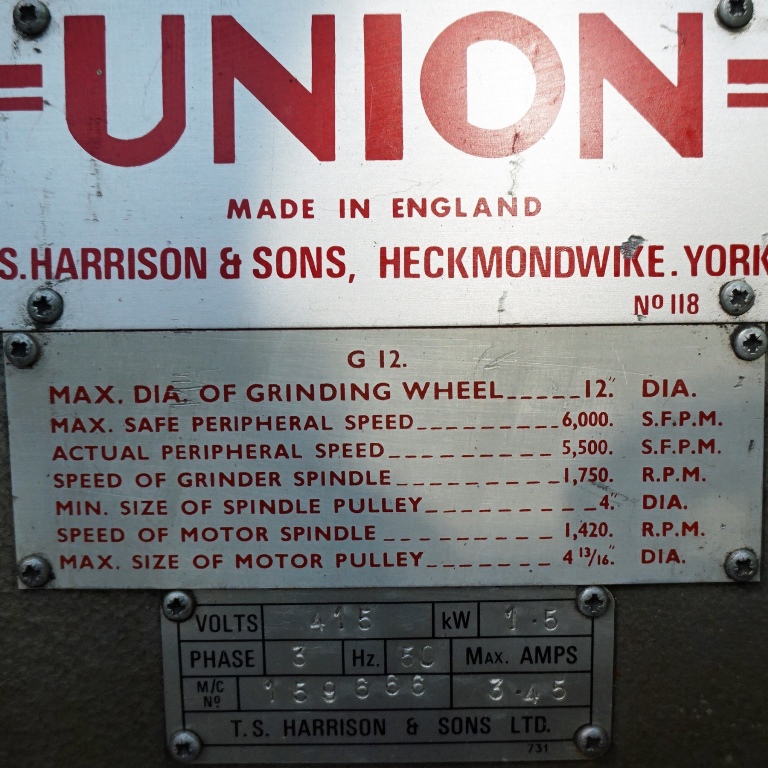 =UNION=
MADE IN ENGLAND
S. HARRISON & SONS, HECKMONDWIKE. YORK
Nº 118
G 12.
MAX. DIA. OF GRINDING WHEEL_____12". DIA.
MAX. SAFE PERIPHERAL SPEED_________6,000. S.F.P.M.
ACTUAL PERIPHERAL SPEED__________5,500. S.F.P.M.
SPEED OF GRINDER SPINDLE__________1,750. R.P.M.
MIN. SIZE OF SPINDLE PULLEY_________4". DIA.
SPEED OF MOTOR SPINDLE_________1,420. R.P.M.
MAX. SIZE OF MOTOR PULLEY_______4 13/16". DIA.
VOLTS 415 kW 1.5
PHASE 3 Hz. 50 MAX. AMPS
M/C Nº 159666 3.45
T. S. HARRISON & SONS LTD.
731